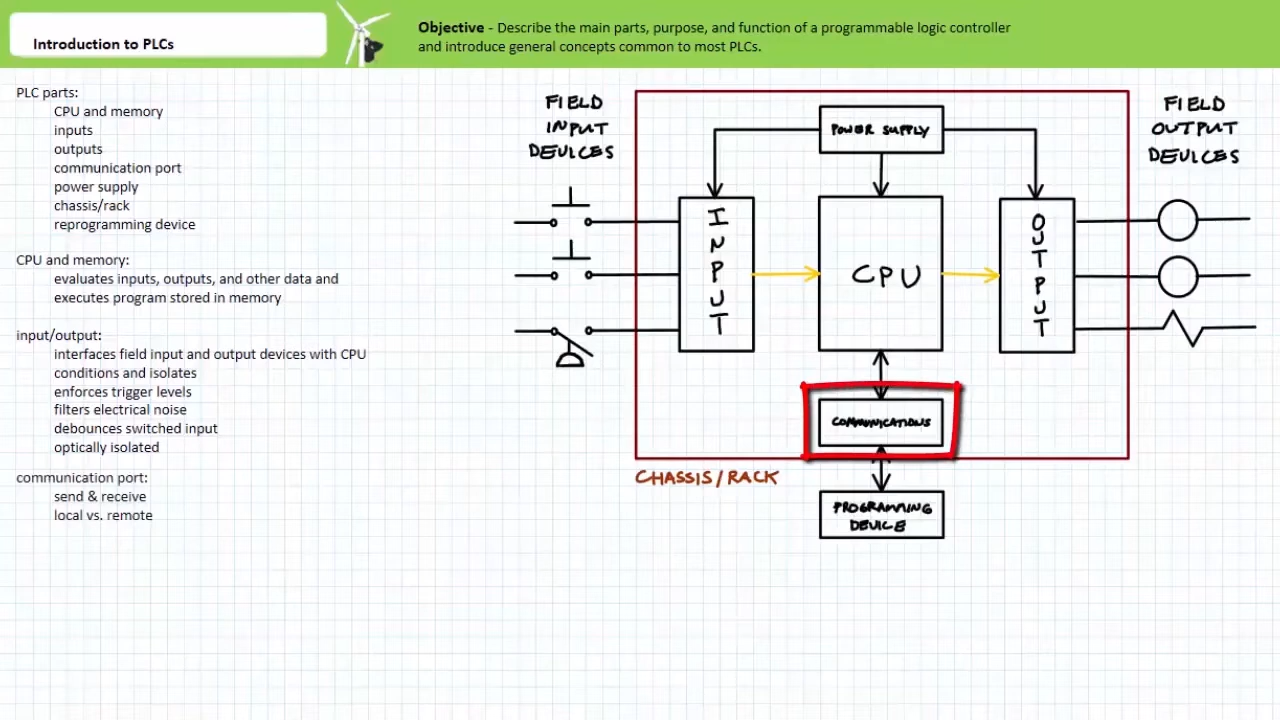 Introduction to PLCs
Objective - Describe the main parts, purpose, and function of a programmable logic controller
and introduce general concepts common to most PLCs.
PLC parts:
CPU and memory
inputs
outputs
communication port
power supply
chassis/rack
reprogramming device
CPU and memory:
evaluates inputs, outputs, and other data and
executes program stored in memory
input/output:
interfaces field input and output devices with CPU
conditions and isolates
enforces trigger levels
filters electrical noise
debounces switched input
optically isolated
communication port:
send & receive
local vs. remote
FIELD
INPUT
DEVICES
POWER SUPPLY
INPUT
CPU
OUTPUT
COMMUNICATIONS
CHASSIS/RACK
PROGRAMMING
DEVICE
FIELD
OUTPUT
DEVICES